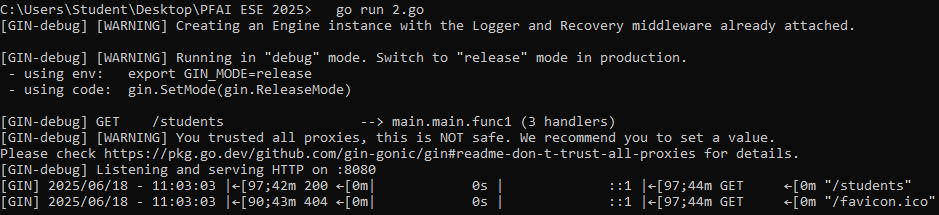 C:\Users\Student\Desktop\PFAI ESE 2025>   go run 2.go
[GIN-debug] [WARNING] Creating an Engine instance with the Logger and Recovery middleware already attached.
[GIN-debug] [WARNING] Running in "debug" mode. Switch to "release" mode in production.
 - using env:   export GIN_MODE=release
 - using code:  gin.SetMode(gin.ReleaseMode)
[GIN-debug] GET    /students                 --> main.main.func1 (3 handlers)
[GIN-debug] [WARNING] You trusted all proxies, this is NOT safe. We recommend you to set a value.
Please check https://pkg.go.dev/github.com/gin-gonic/gin#readme-don-t-trust-all-proxies for details.
[GIN-debug] Listening and serving HTTP on :8080
[GIN] 2025/06/18 - 11:03:03 |←[97;42m 200 ←[0m|            0s |             ::1 |←[97;44m GET     ←[0m "/students"
[GIN] 2025/06/18 - 11:03:03 |←[90;43m 404 ←[0m|            0s |             ::1 |←[97;44m GET     ←[0m "/favicon.ico"